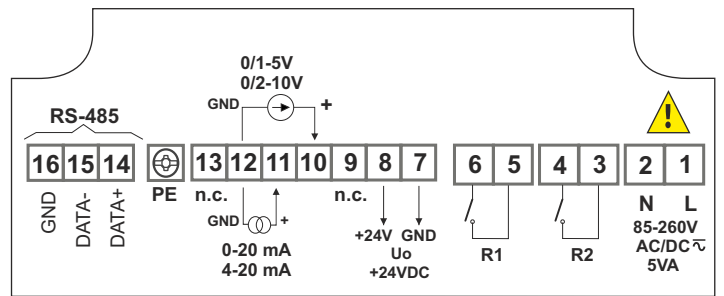 0/1-5V
0/2-10V
GND +
RS-485
16 15 14 13 12 11 10 9 8 7 6 5 4 3 2 1
PE n.c. n.c. N L
GND
DATA-
DATA+
GND +
0-20 mA
4-20 mA
+24V GND
Uo
+24VDC
R1
R2
85-260V
AC/DC
5VA
!